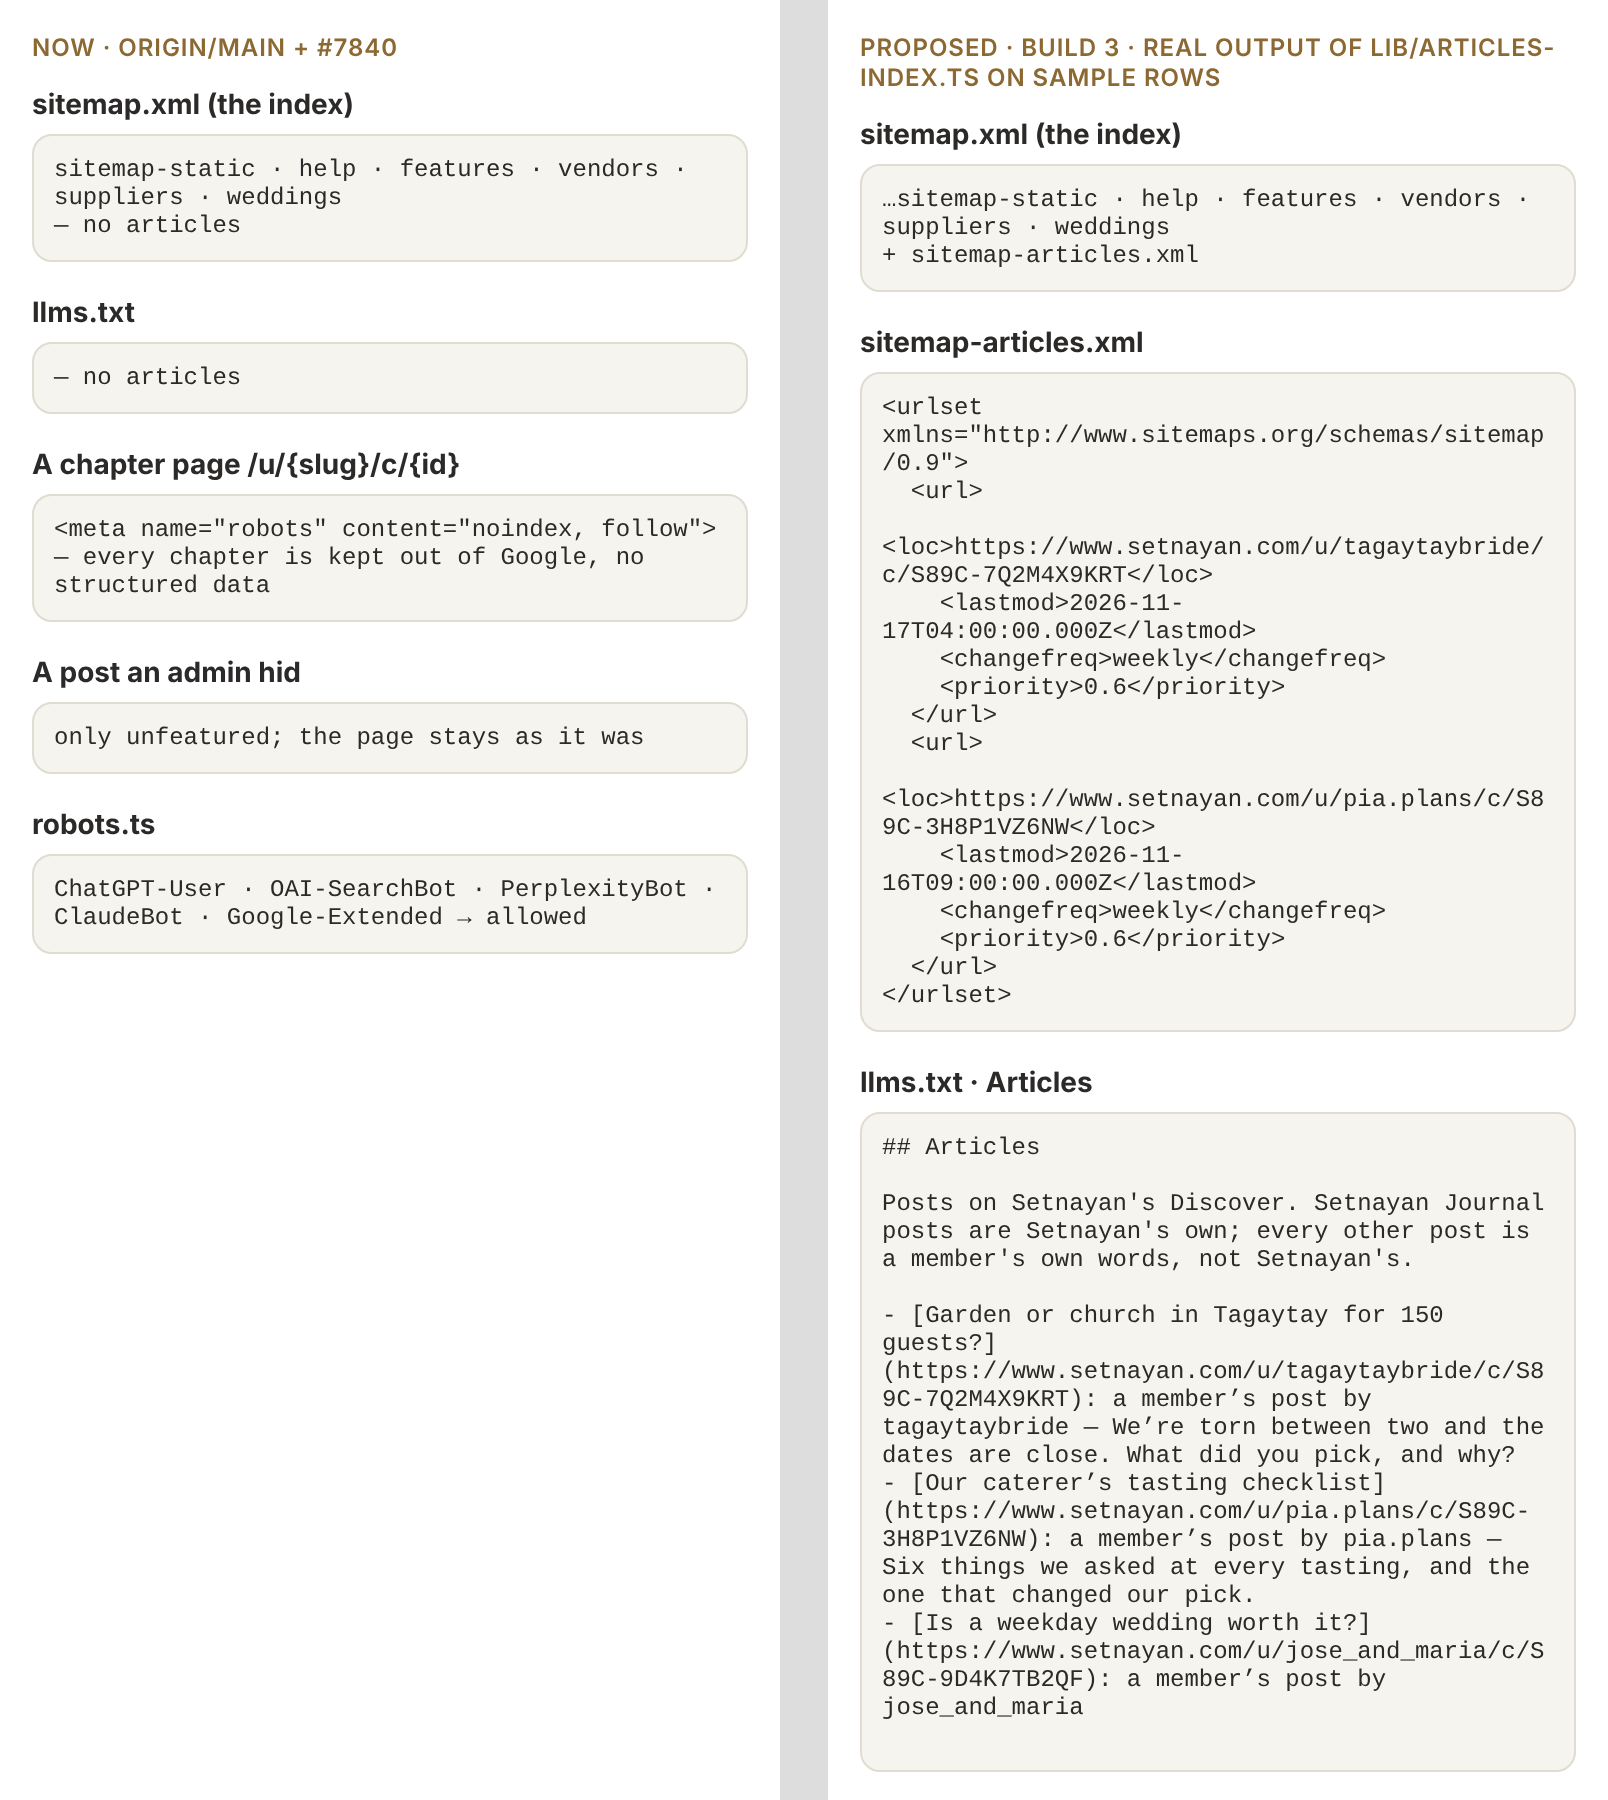 NOW · ORIGIN/MAIN + #7840
sitemap.xml (the index)
sitemap-static · help · features · vendors ·
suppliers · weddings
— no articles
llms.txt
— no articles
A chapter page /u/{slug}/c/{id}
<meta name="robots" content="noindex, follow">
— every chapter is kept out of Google, no
structured data
A post an admin hid
only unfeatured; the page stays as it was
robots.ts
ChatGPT-User · OAI-SearchBot · PerplexityBot ·
ClaudeBot · Google-Extended → allowed
PROPOSED · BUILD 3 · REAL OUTPUT OF LIB/ARTICLES-
INDEX.TS ON SAMPLE ROWS
sitemap.xml (the index)
…sitemap-static · help · features · vendors ·
suppliers · weddings
+ sitemap-articles.xml
sitemap-articles.xml
<urlset
xmlns="http://www.sitemaps.org/schemas/sitemap
/0.9">
  <url>
<loc>https://www.setnayan.com/u/tagaytaybride/
c/S89C-7Q2M4X9KRT</loc>
    <lastmod>2026-11-
17T04:00:00.000Z</lastmod>
    <changefreq>weekly</changefreq>
    <priority>0.6</priority>
  </url>
  <url>
<loc>https://www.setnayan.com/u/pia.plans/c/S8
9C-3H8P1VZ6NW</loc>
    <lastmod>2026-11-
16T09:00:00.000Z</lastmod>
    <changefreq>weekly</changefreq>
    <priority>0.6</priority>
  </url>
</urlset>
llms.txt · Articles
## Articles
Posts on Setnayan's Discover. Setnayan Journal
posts are Setnayan's own; every other post is
a member's own words, not Setnayan's.
- [Garden or church in Tagaytay for 150
guests?]
(https://www.setnayan.com/u/tagaytaybride/c/S8
9C-7Q2M4X9KRT): a member’s post by
tagaytaybride — We’re torn between two and the
dates are close. What did you pick, and why?
- [Our caterer’s tasting checklist]
(https://www.setnayan.com/u/pia.plans/c/S89C-
3H8P1VZ6NW): a member’s post by pia.plans —
Six things we asked at every tasting, and the
one that changed our pick.
- [Is a weekday wedding worth it?]
(https://www.setnayan.com/u/jose_and_maria/c/S
89C-9D4K7TB2QF): a member’s post by
jose_and_maria